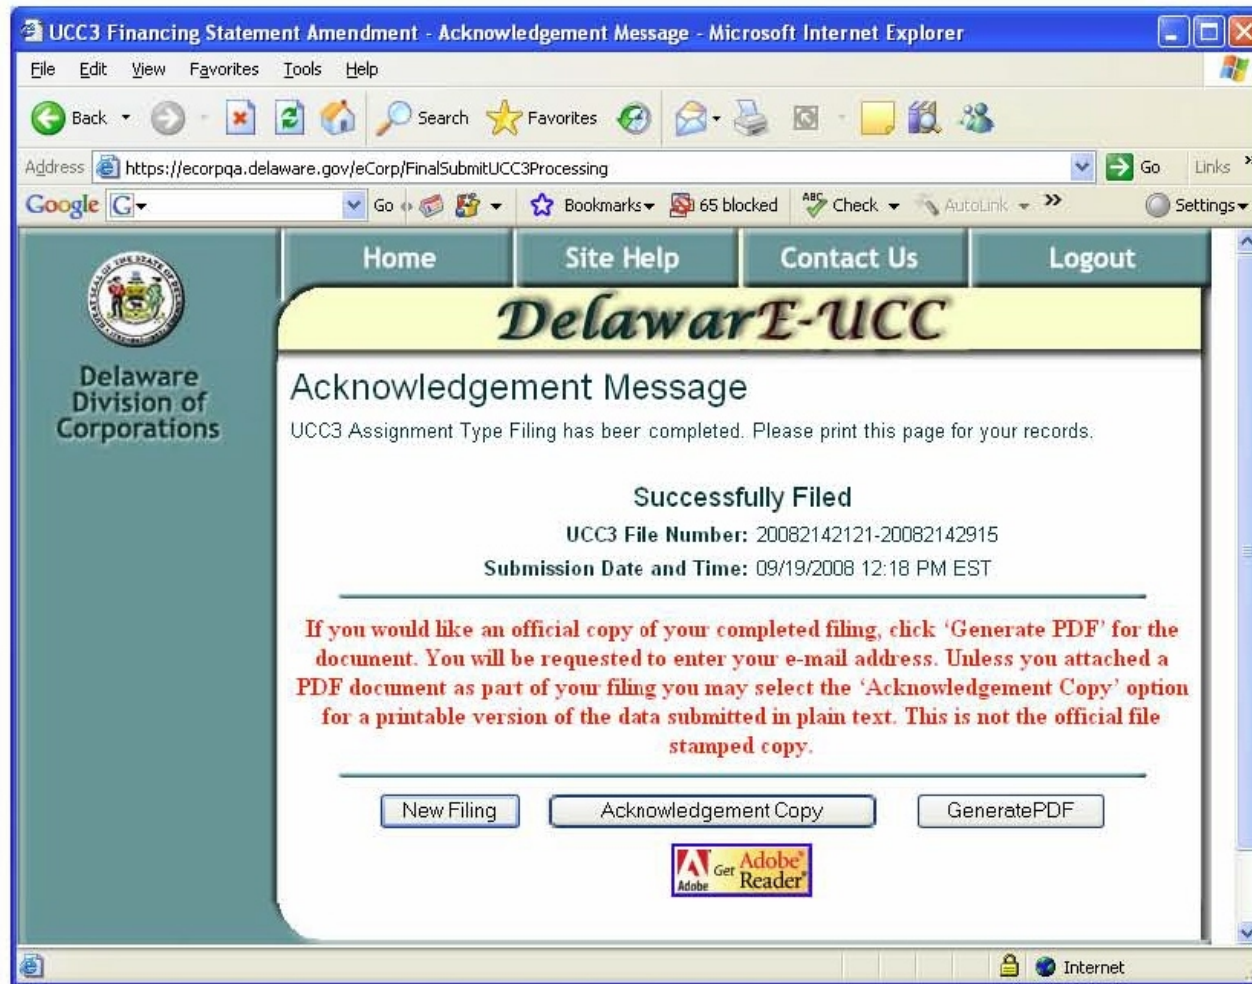 UCC3 Financing Statement Amendment - Acknowledgement Message - Microsoft Internet Explorer
File Edit View Favorites Tools Help
Back Search Favorites
Address https://ecorpqa.delaware.gov/eCorp/FinalSubmitUCC3Processing Go Links »
Google G Go Bookmarks 65 blocked ABC Check AutoLink » Settings
Home Site Help Contact Us Logout
DelawarE-UCC
Delaware
Division of
Corporations
Acknowledgement Message
UCC3 Assignment Type Filing has been completed. Please print this page for your records.
Successfully Filed
UCC3 File Number: 20082142121-20082142915
Submission Date and Time: 09/19/2008 12:18 PM EST
If you would like an official copy of your completed filing, click ‘Generate PDF’ for the
document. You will be requested to enter your e-mail address. Unless you attached a
PDF document as part of your filing you may select the ‘Acknowledgement Copy’ option
for a printable version of the data submitted in plain text. This is not the official file
stamped copy.
New Filing Acknowledgement Copy GeneratePDF
Adobe Get Adobe® Reader®
Internet